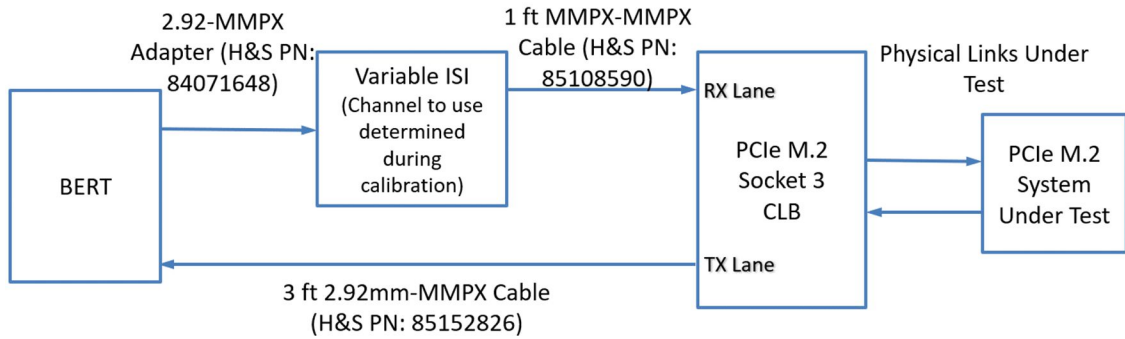 2.92-MMPX
Adapter (H&S PN:
84071648)
1 ft MMPX-MMPX
Cable (H&S PN:
85108590)
Physical Links Under
Test
BERT
Variable ISI
(Channel to use
determined
during
calibration)
RX Lane
PCIe M.2
Socket 3
CLB
TX Lane
PCIe M.2
System
Under Test
3 ft 2.92mm-MMPX Cable
(H&S PN: 85152826)